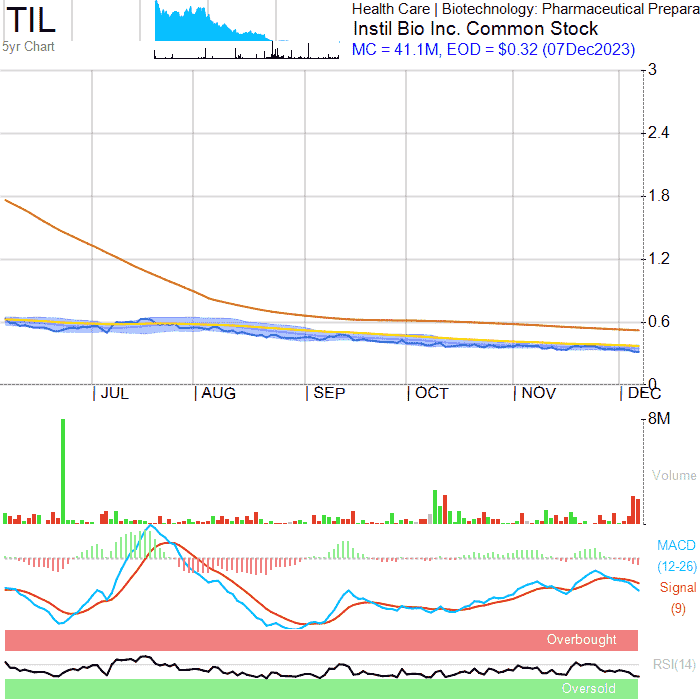 TIL
5yr Chart
Health Care | Biotechnology: Pharmaceutical Prepara
Instil Bio Inc. Common Stock
MC = 41.1M, EOD = $0.32 (07Dec2023)
3
2.4
1.8
1.2
0.6
0
JUL
AUG
SEP
OCT
NOV
DEC
8M
Volume
MACD
(12-26)
Signal
(9)
Overbought
RSI(14)
Oversold